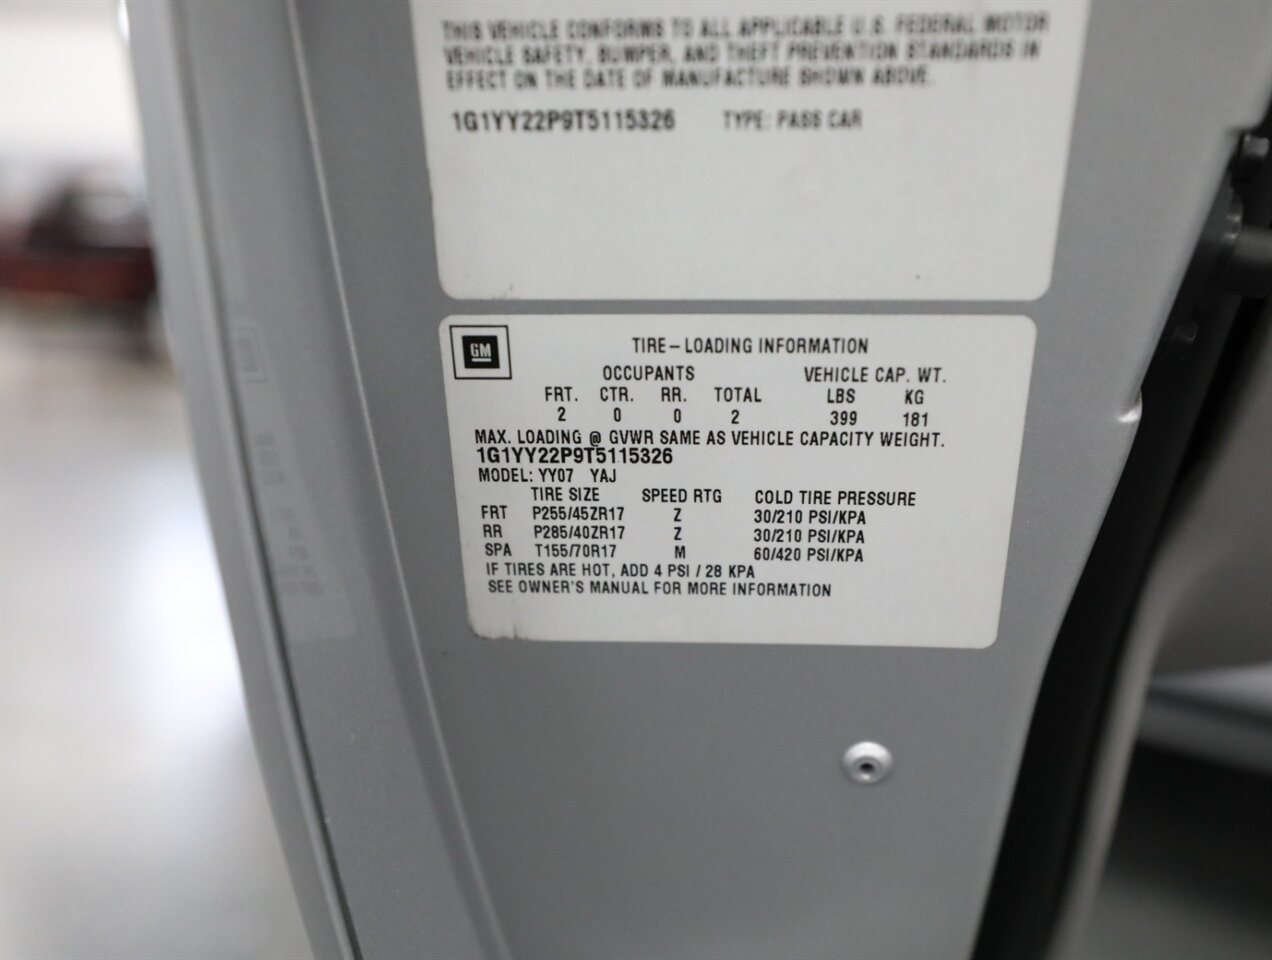 THIS VEHICLE CONFORMS TO ALL APPLICABLE U.S. FEDERAL MOTOR
VEHICLE SAFETY, BUMPER, AND THEFT PREVENTION STANDARDS IN
EFFECT ON THE DATE OF MANUFACTURE SHOWN ABOVE.
1G1YY22P9T5115326 TYPE: PASS CAR
GM TIRE-LOADING INFORMATION
OCCUPANTS VEHICLE CAP. WT.
FRT. CTR. RR. TOTAL LBS KG
2 0 0 2 399 181
MAX. LOADING @ GVWR SAME AS VEHICLE CAPACITY WEIGHT.
1G1YY22P9T5115326
MODEL: YY07 YAJ
TIRE SIZE SPEED RTG COLD TIRE PRESSURE
FRT P255/45ZR17 Z 30/210 PSI/KPA
RR P285/40ZR17 Z 30/210 PSI/KPA
SPA T155/70R17 M 60/420 PSI/KPA
IF TIRES ARE HOT, ADD 4 PSI / 28 KPA
SEE OWNER'S MANUAL FOR MORE INFORMATION